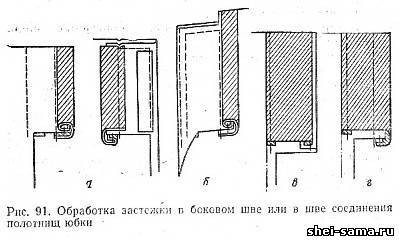 а б в г
Рис. 91. Обработка застежки в боковом шве или в шве соединения
полотнищ юбки
shei-sama.ru